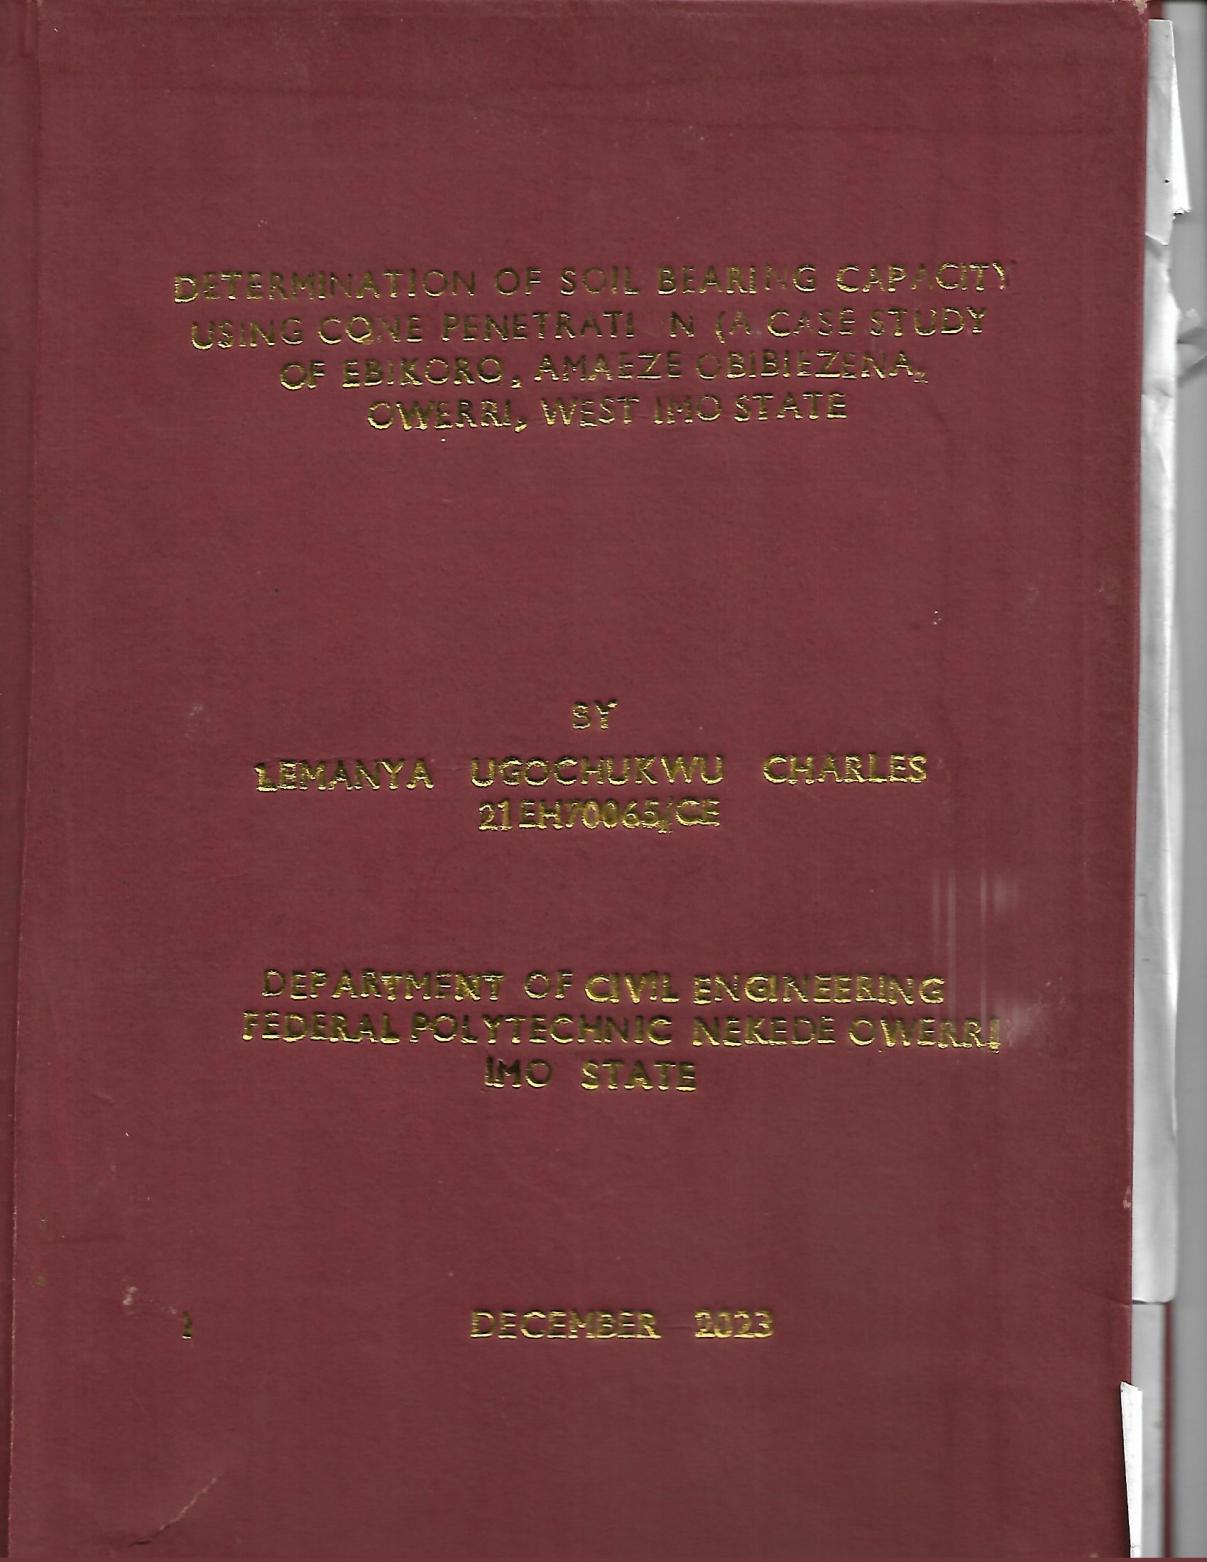 DETERMINATION OF SOIL BEARING CAPACITY
USING CONE PENETRATI N (A CASE STUDY
OF EBIKORO, AMAEZE OBIBIEZENA,
OWERRI, WEST IMO STATE
BY
LEMANYA UGOCHUKWU CHARLES
21EH70065/CE
DEPARTMENT OF CIVIL ENGINEERING
FEDERAL POLYTECHNIC NEKEDE OWERRI
IMO STATE
DECEMBER 2023